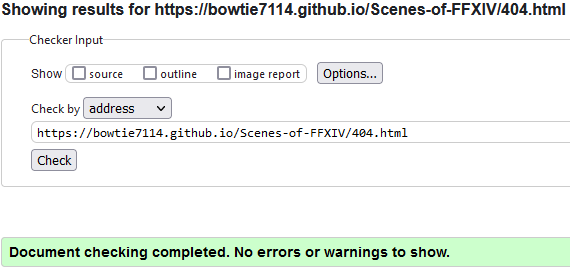 Showing results for https://bowtie7114.github.io/Scenes-of-FFXIV/404.html
Checker Input
Show source outline image report Options...
Check by address
https://bowtie7114.github.io/Scenes-of-FFXIV/404.html
Check
Document checking completed. No errors or warnings to show.